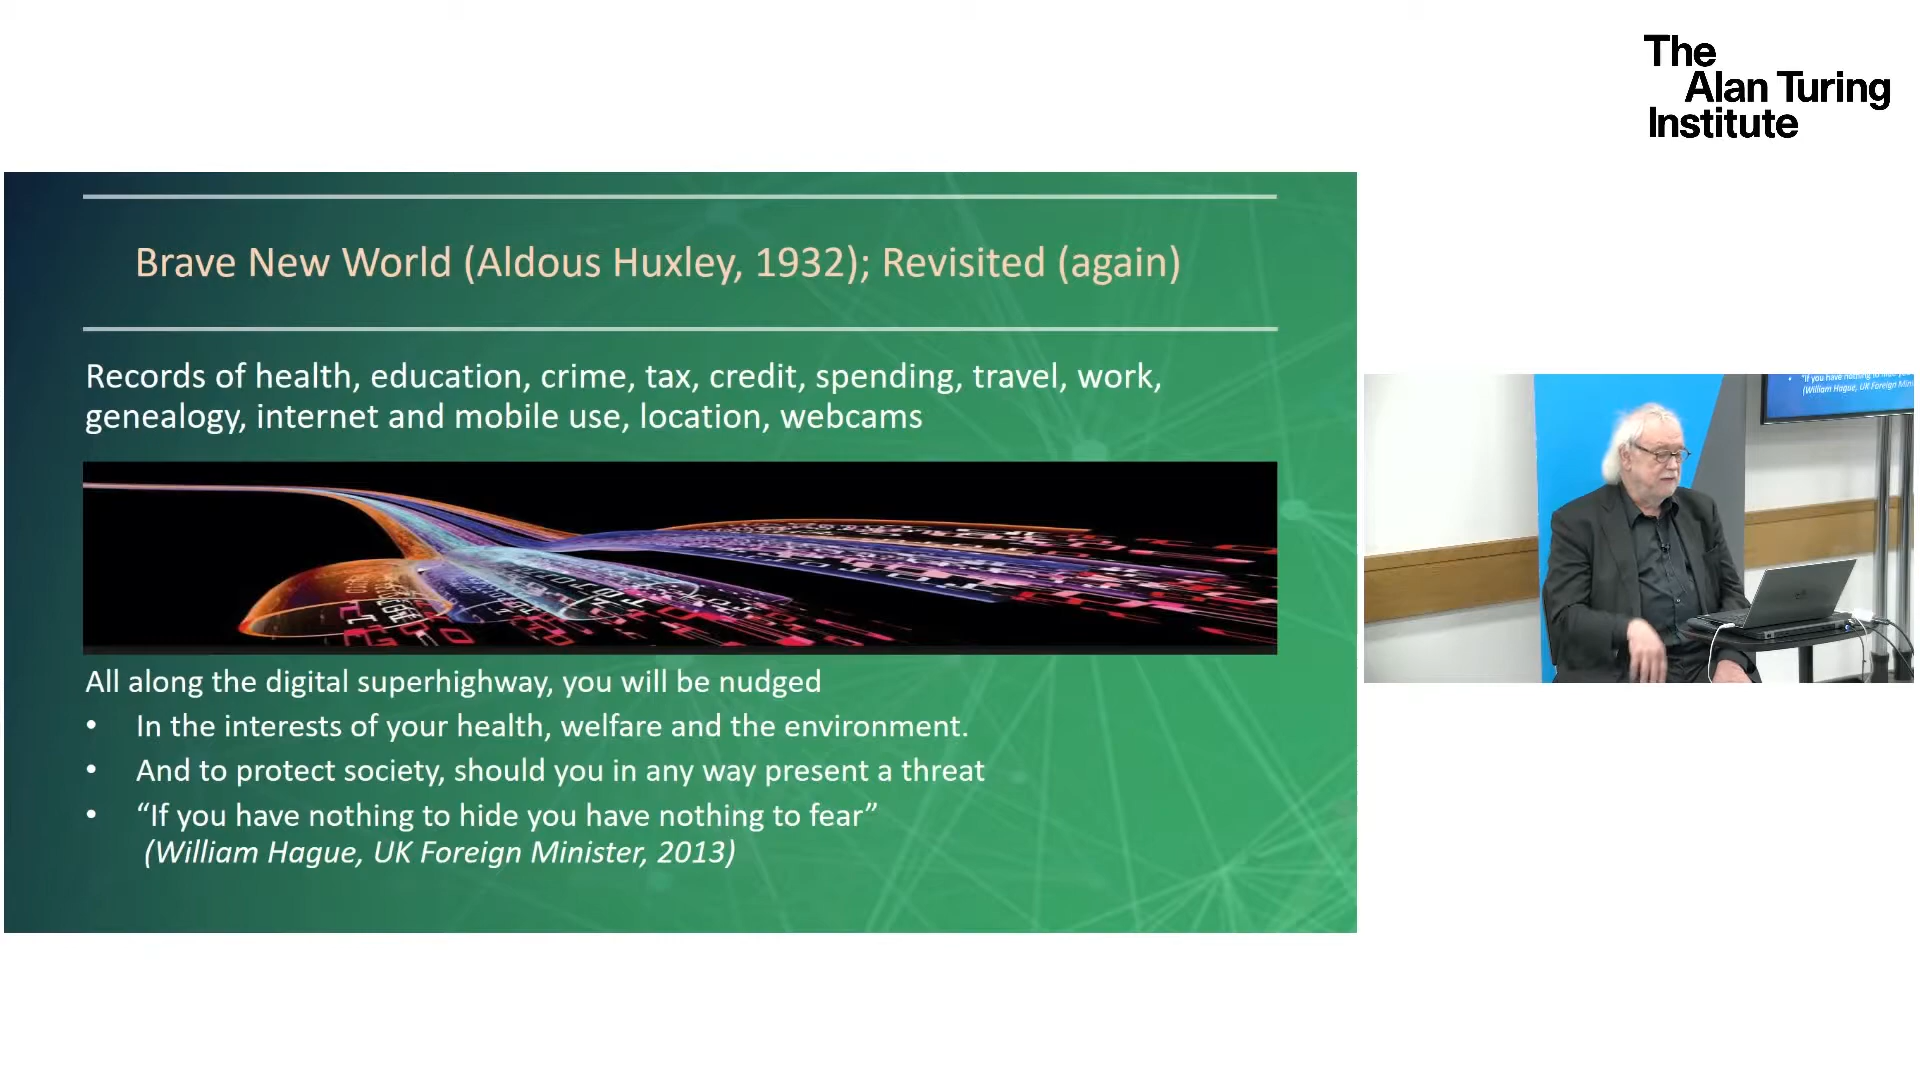 The
Alan Turing
Institute
Brave New World (Aldous Huxley, 1932); Revisited (again)
Records of health, education, crime, tax, credit, spending, travel, work,
genealogy, internet and mobile use, location, webcams
All along the digital superhighway, you will be nudged
• In the interests of your health, welfare and the environment.
• And to protect society, should you in any way present a threat
• “If you have nothing to hide you have nothing to fear”
(William Hague, UK Foreign Minister, 2013)